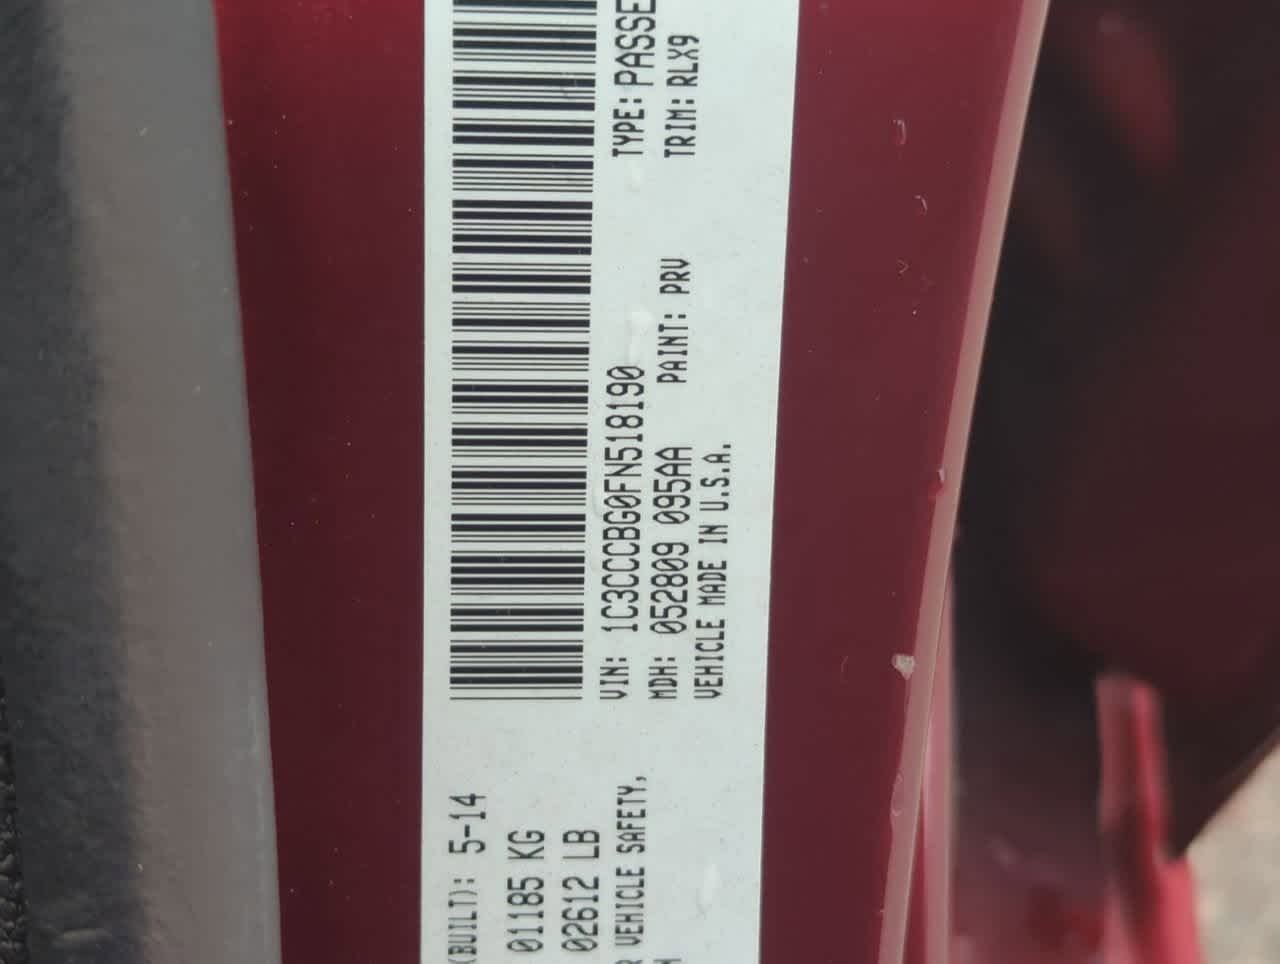 (BUILT): 5-14
01185 KG
02612 LB
VEHICLE SAFETY,
VIN: 1C3CCCBG0FN518190 TYPE: PASSE
MDH: 052809 095AA PAINT: PRV TRIM: RLX9
VEHICLE MADE IN U.S.A.